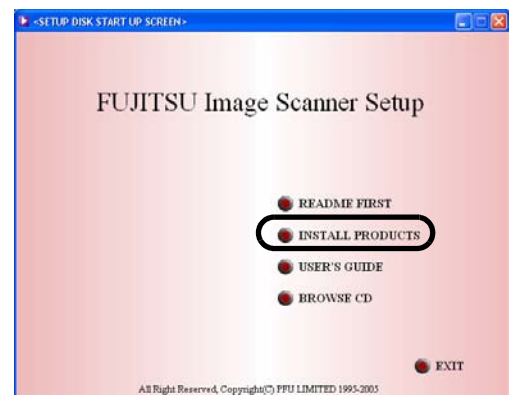 <SETUP DISK START UP SCREEN>
FUJITSU Image Scanner Setup
README FIRST
INSTALL PRODUCTS
USER'S GUIDE
BROWSE CD
EXIT
All Right Reserved, Copyright(C) PFU LIMITED 1995-2005